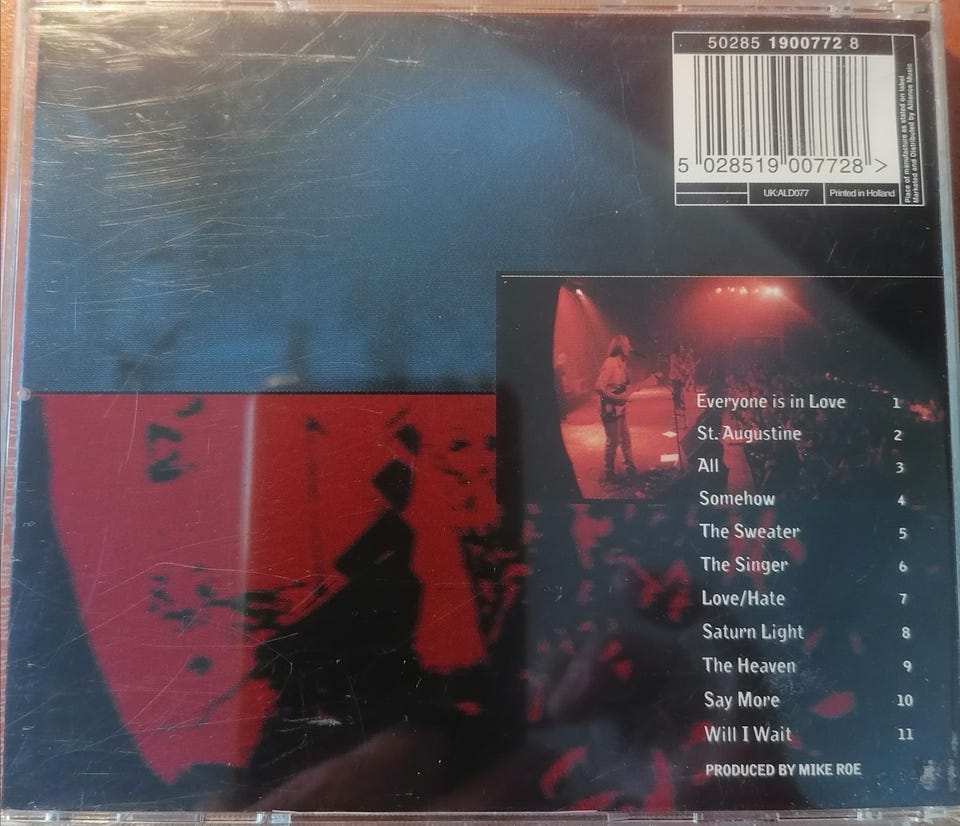 50285 1900772 8
5 028519 007728 >
UK:ALD077
Printed in Holland
Place of manufacture as stated on label
Marketed and Distributed by Alliance Music
Everyone is in Love 1
St. Augustine 2
All 3
Somehow 4
The Sweater 5
The Singer 6
Love/Hate 7
Saturn Light 8
The Heaven 9
Say More 10
Will I Wait 11
PRODUCED BY MIKE ROE